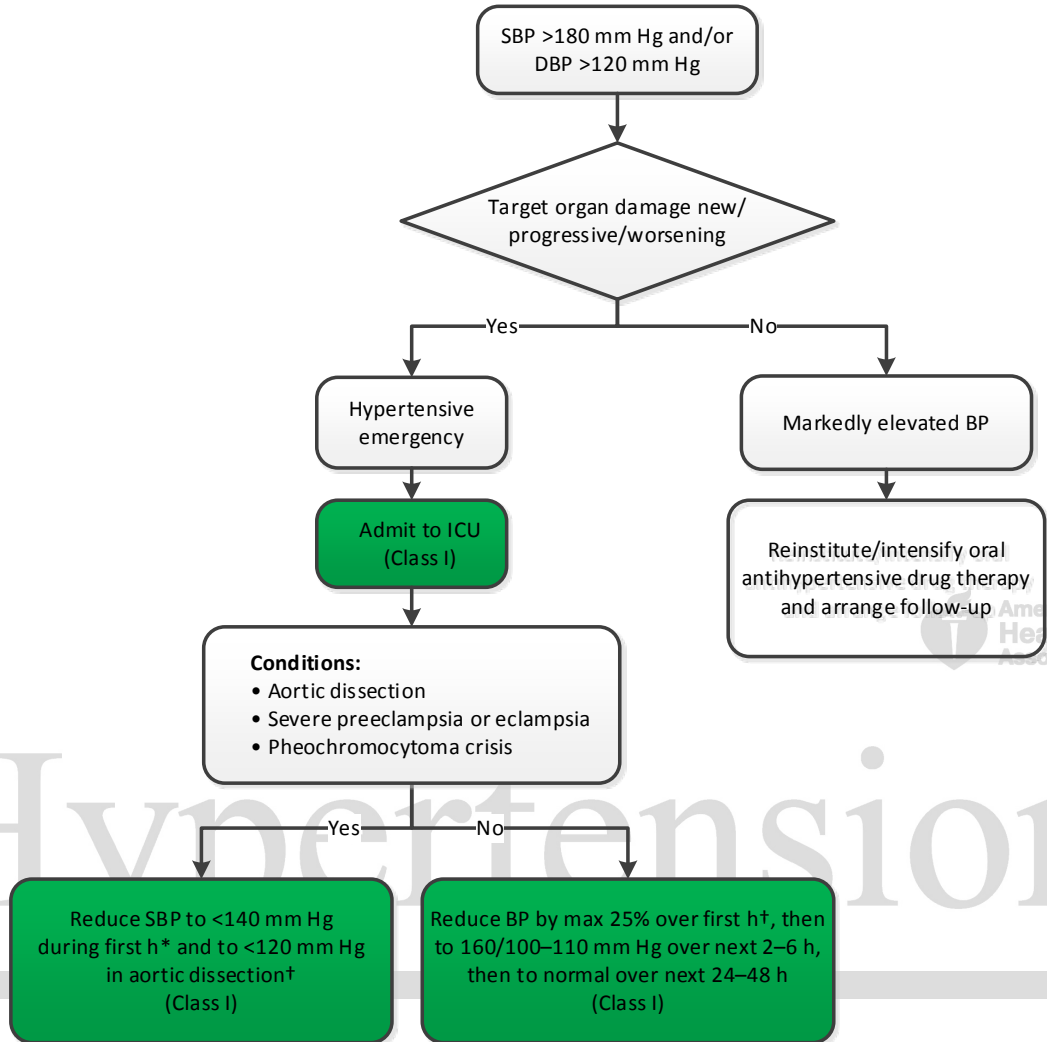 SBP >180 mm Hg and/or
DBP >120 mm Hg
Target organ damage new/
progressive/worsening
Yes
No
Hypertensive
emergency
Markedly elevated BP
Admit to ICU
(Class I)
Reinstitute/intensify oral
antihypertensive drug therapy
and arrange follow-up
Conditions:
• Aortic dissection
• Severe preeclampsia or eclampsia
• Pheochromocytoma crisis
Hypertension
Yes
No
Reduce SBP to <140 mm Hg
during first h* and to <120 mm Hg
in aortic dissection†
(Class I)
Reduce BP by max 25% over first h†, then
to 160/100–110 mm Hg over next 2–6 h,
then to normal over next 24–48 h
(Class I)